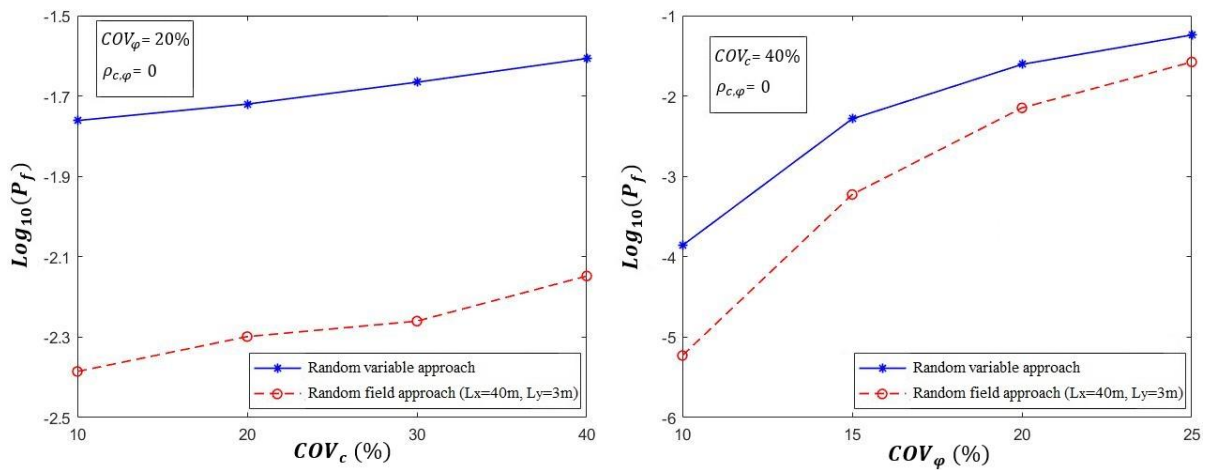 -1.5
-1.7
-1.9
-2.1
-2.3
-2.5
Log₁₀(P_f)
COV_φ= 20%
ρ_c,φ= 0
Random variable approach
Random field approach (Lx=40m, Ly=3m)
10 20 30 40
COV_c (%)
-1
-2
-3
-4
-5
-6
Log₁₀(P_f)
COV_c= 40%
ρ_c,φ= 0
Random variable approach
Random field approach (Lx=40m, Ly=3m)
10 15 20 25
COV_φ (%)